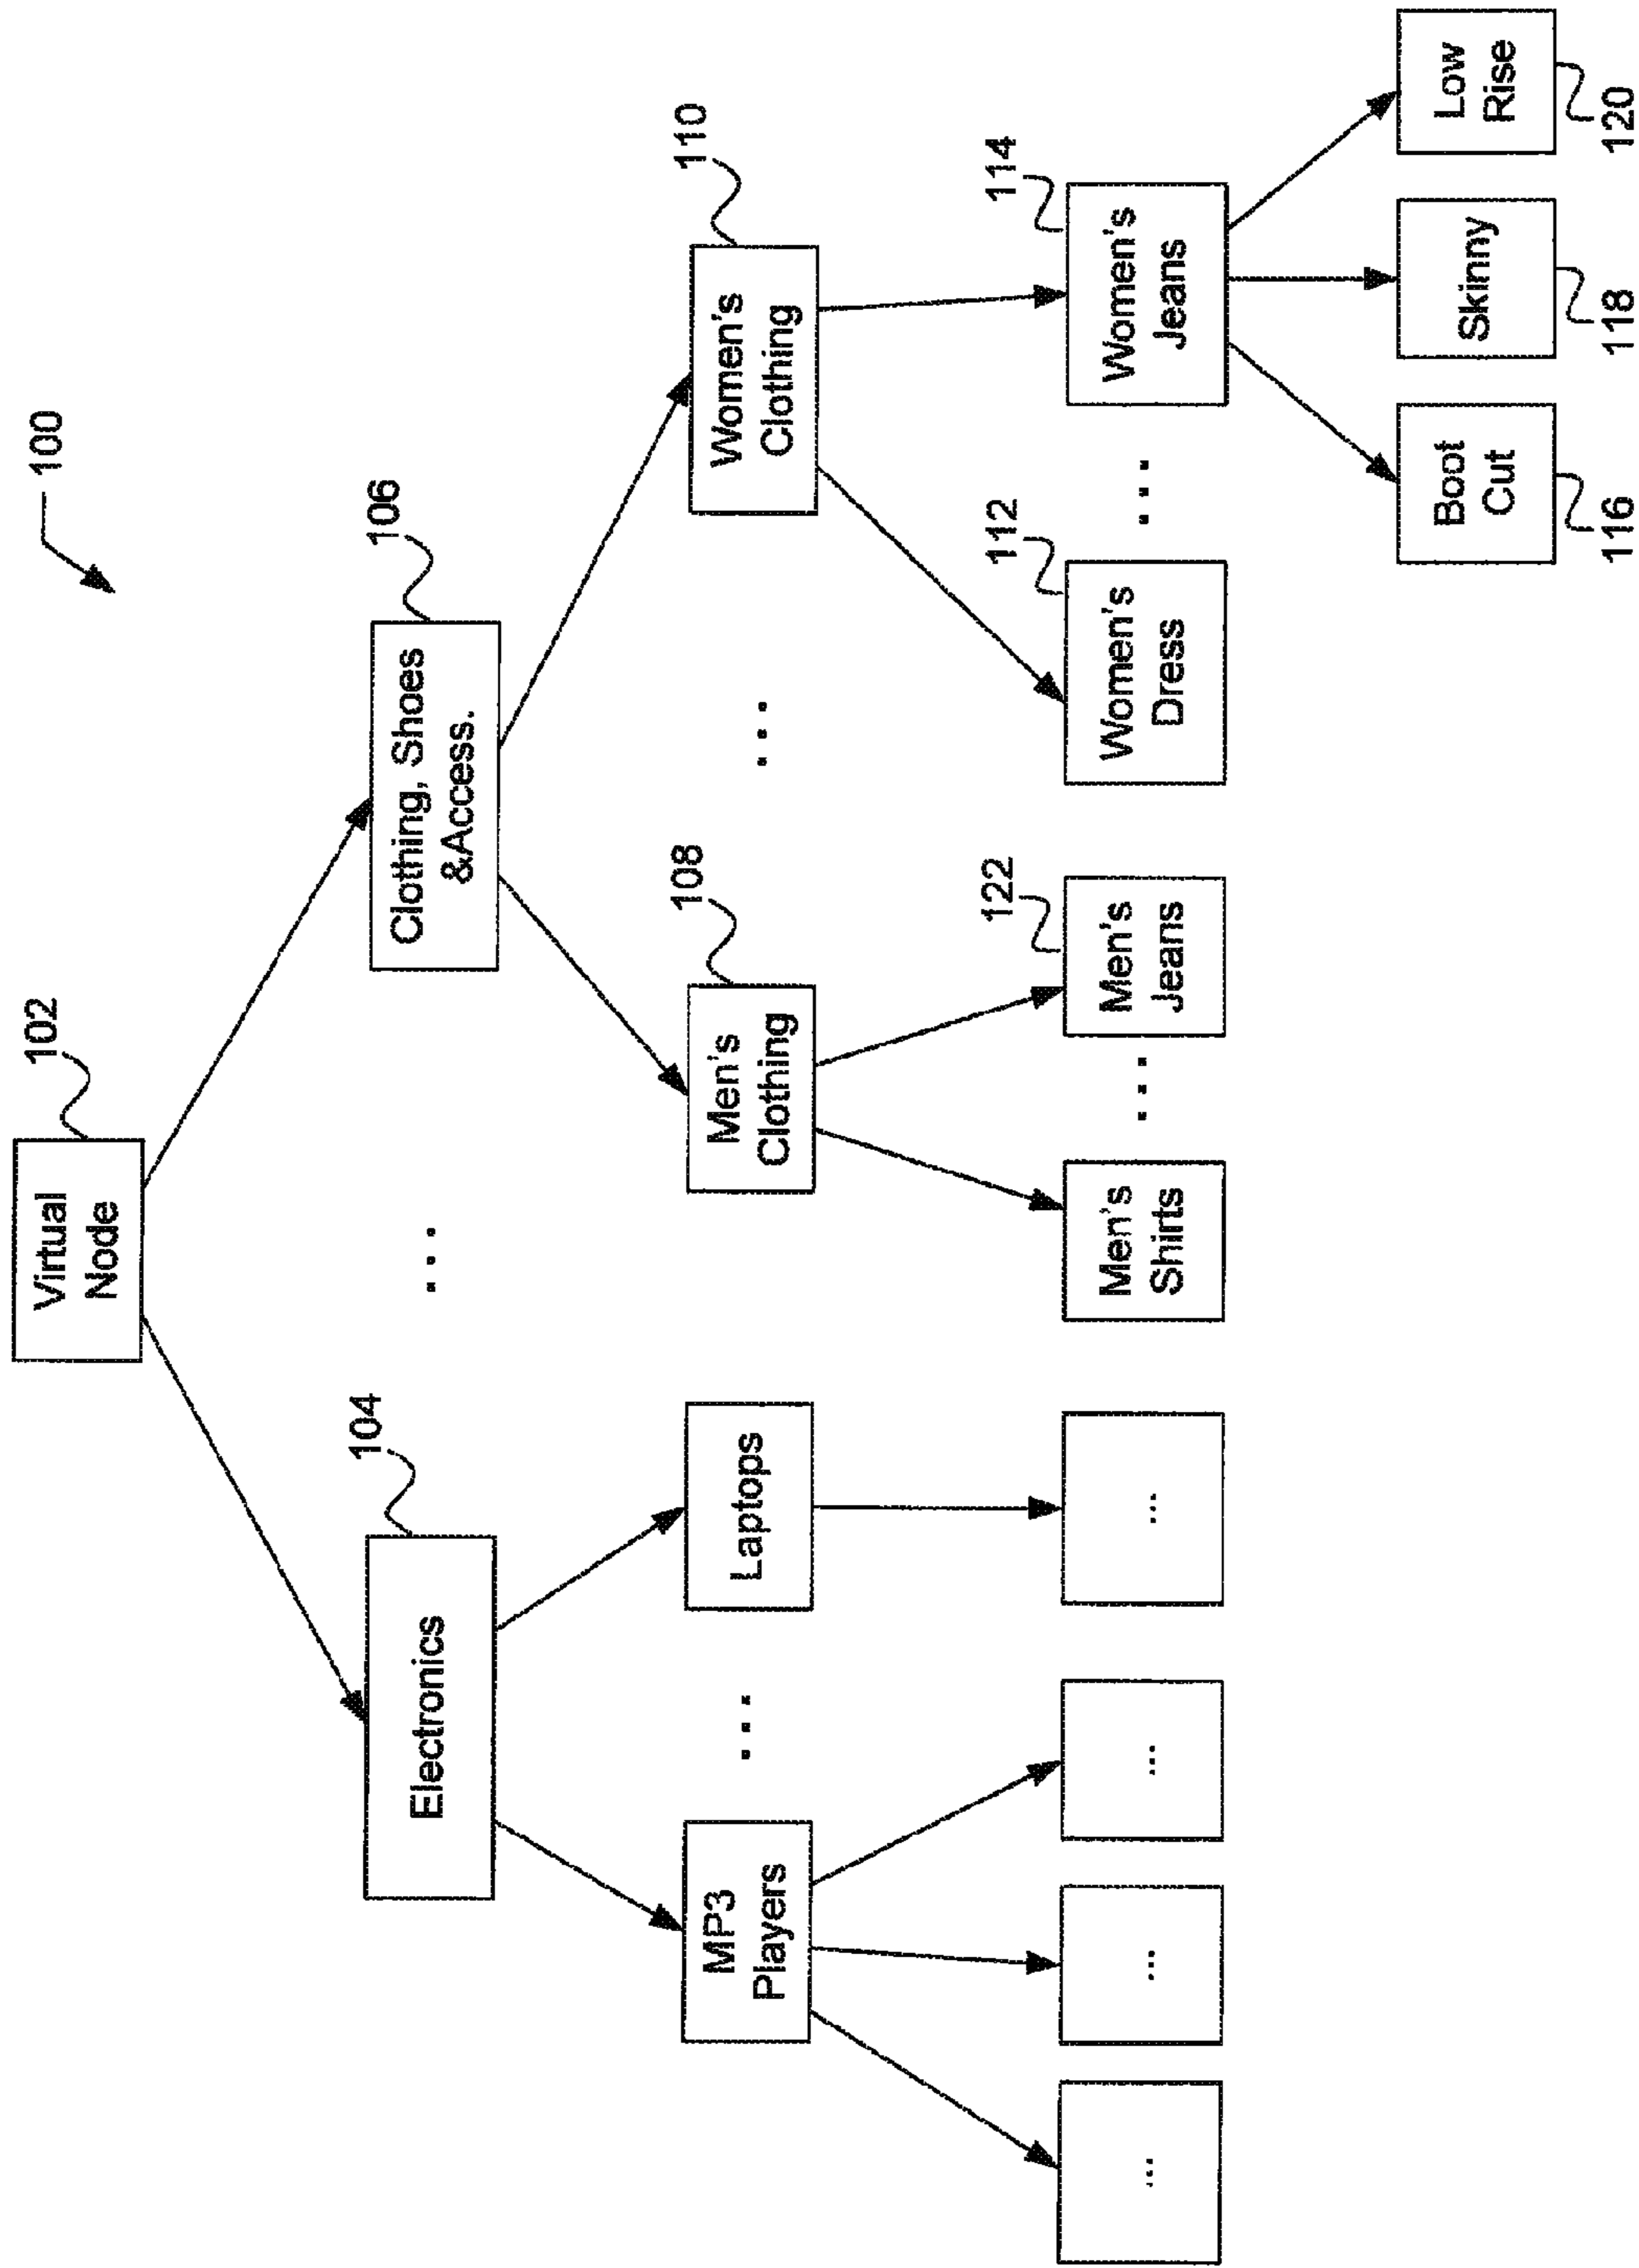 100
Virtual
Node
102
Electronics
104
Clothing, Shoes
&Access.
106
...
MP3
Players
...
Laptops
Men's
Clothing
108
...
Women's
Clothing
110
...
...
...
...
Men's
Shirts
...
Men's
Jeans
122
Women's
Dress
112
...
Women's
Jeans
114
Boot
Cut
116
Skinny
118
Low
Rise
120